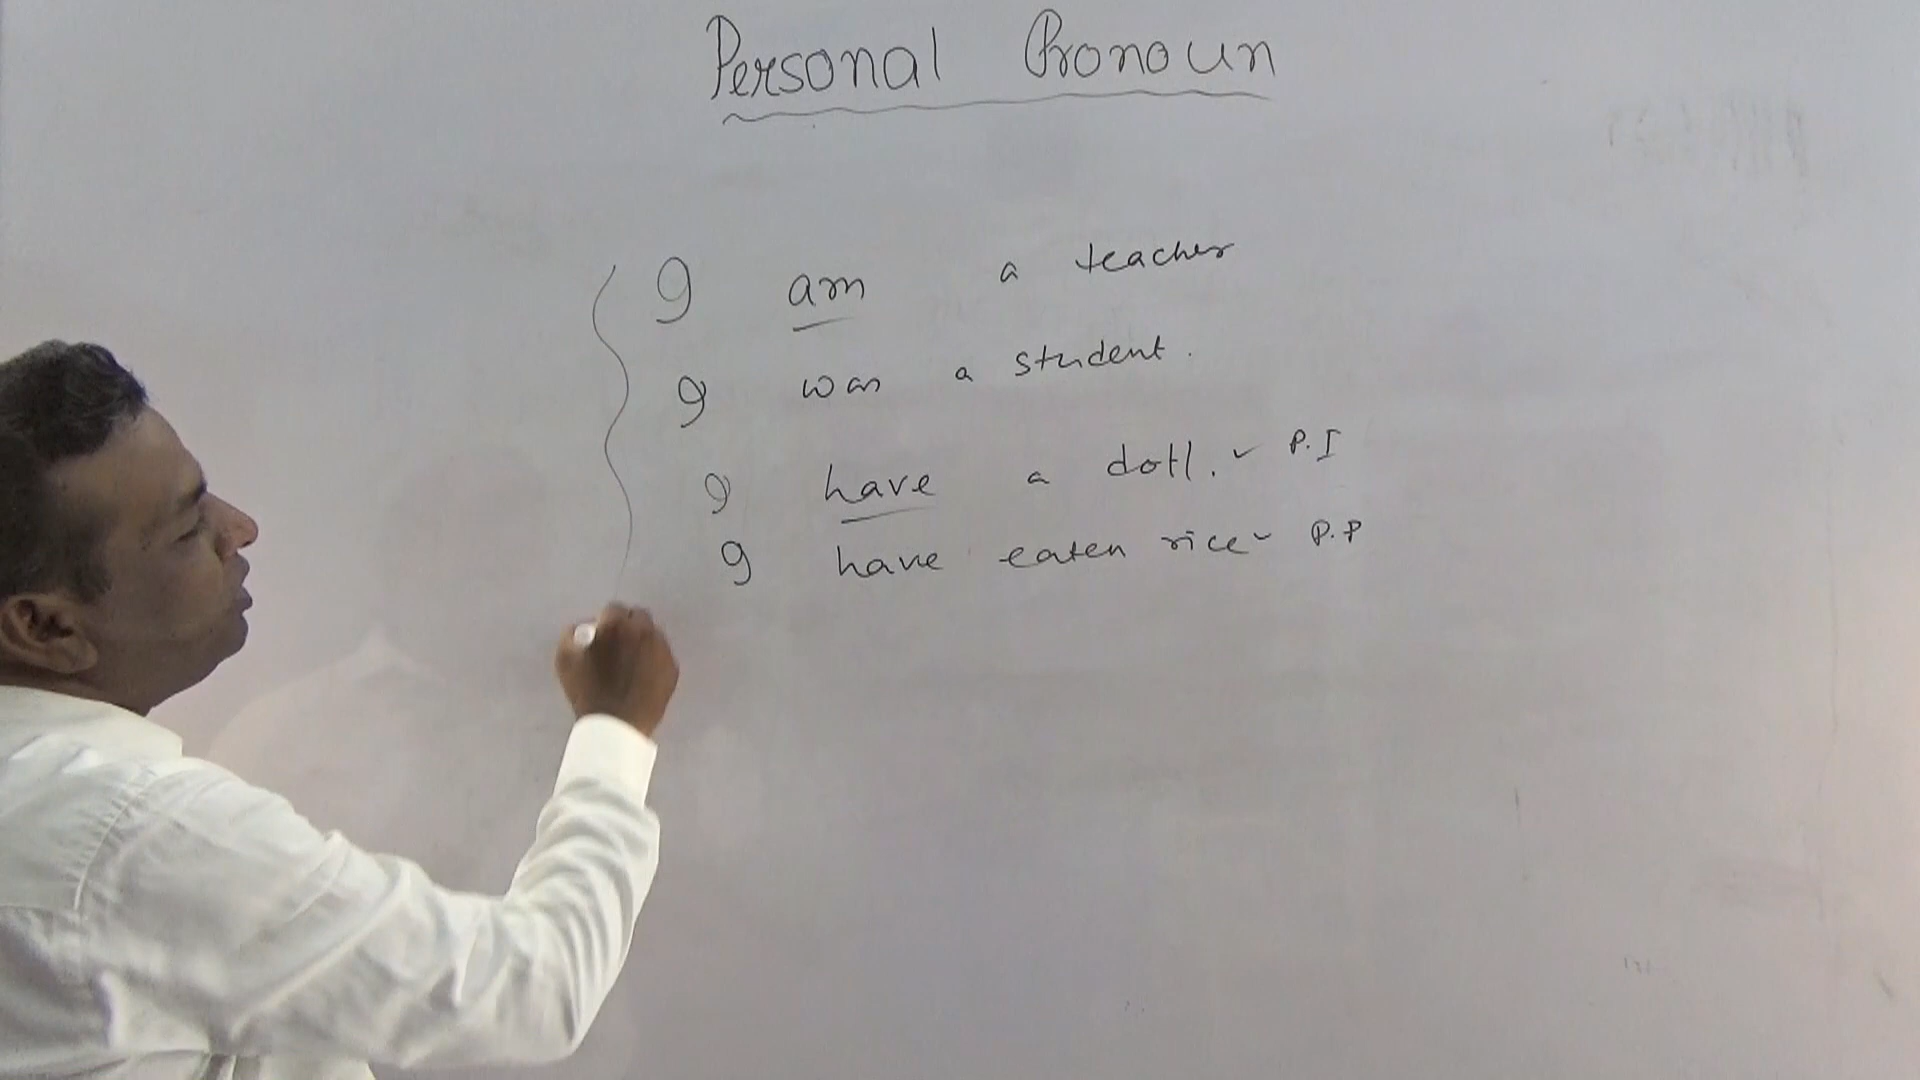 Personal Pronoun
I am a teacher
I was a student.
I have a doll. ✓ P.I
I have eaten rice ✓ P.P